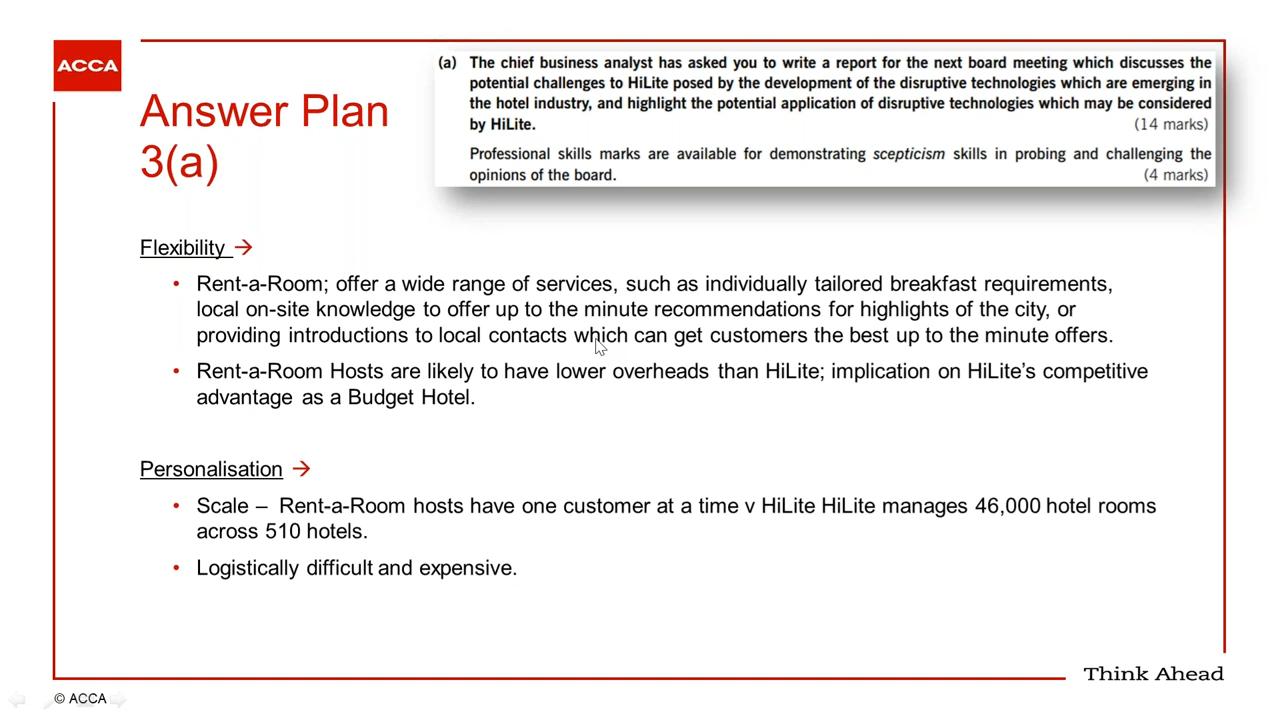 ACCA
Answer Plan
3(a)
(a) The chief business analyst has asked you to write a report for the next board meeting which discusses the
potential challenges to HiLite posed by the development of the disruptive technologies which are emerging in
the hotel industry, and highlight the potential application of disruptive technologies which may be considered
by HiLite. (14 marks)
Professional skills marks are available for demonstrating scepticism skills in probing and challenging the
opinions of the board. (4 marks)
Flexibility →
• Rent-a-Room; offer a wide range of services, such as individually tailored breakfast requirements,
local on-site knowledge to offer up to the minute recommendations for highlights of the city, or
providing introductions to local contacts which can get customers the best up to the minute offers.
• Rent-a-Room Hosts are likely to have lower overheads than HiLite; implication on HiLite's competitive
advantage as a Budget Hotel.
Personalisation →
• Scale – Rent-a-Room hosts have one customer at a time v HiLite HiLite manages 46,000 hotel rooms
across 510 hotels.
• Logistically difficult and expensive.
Think Ahead
© ACCA